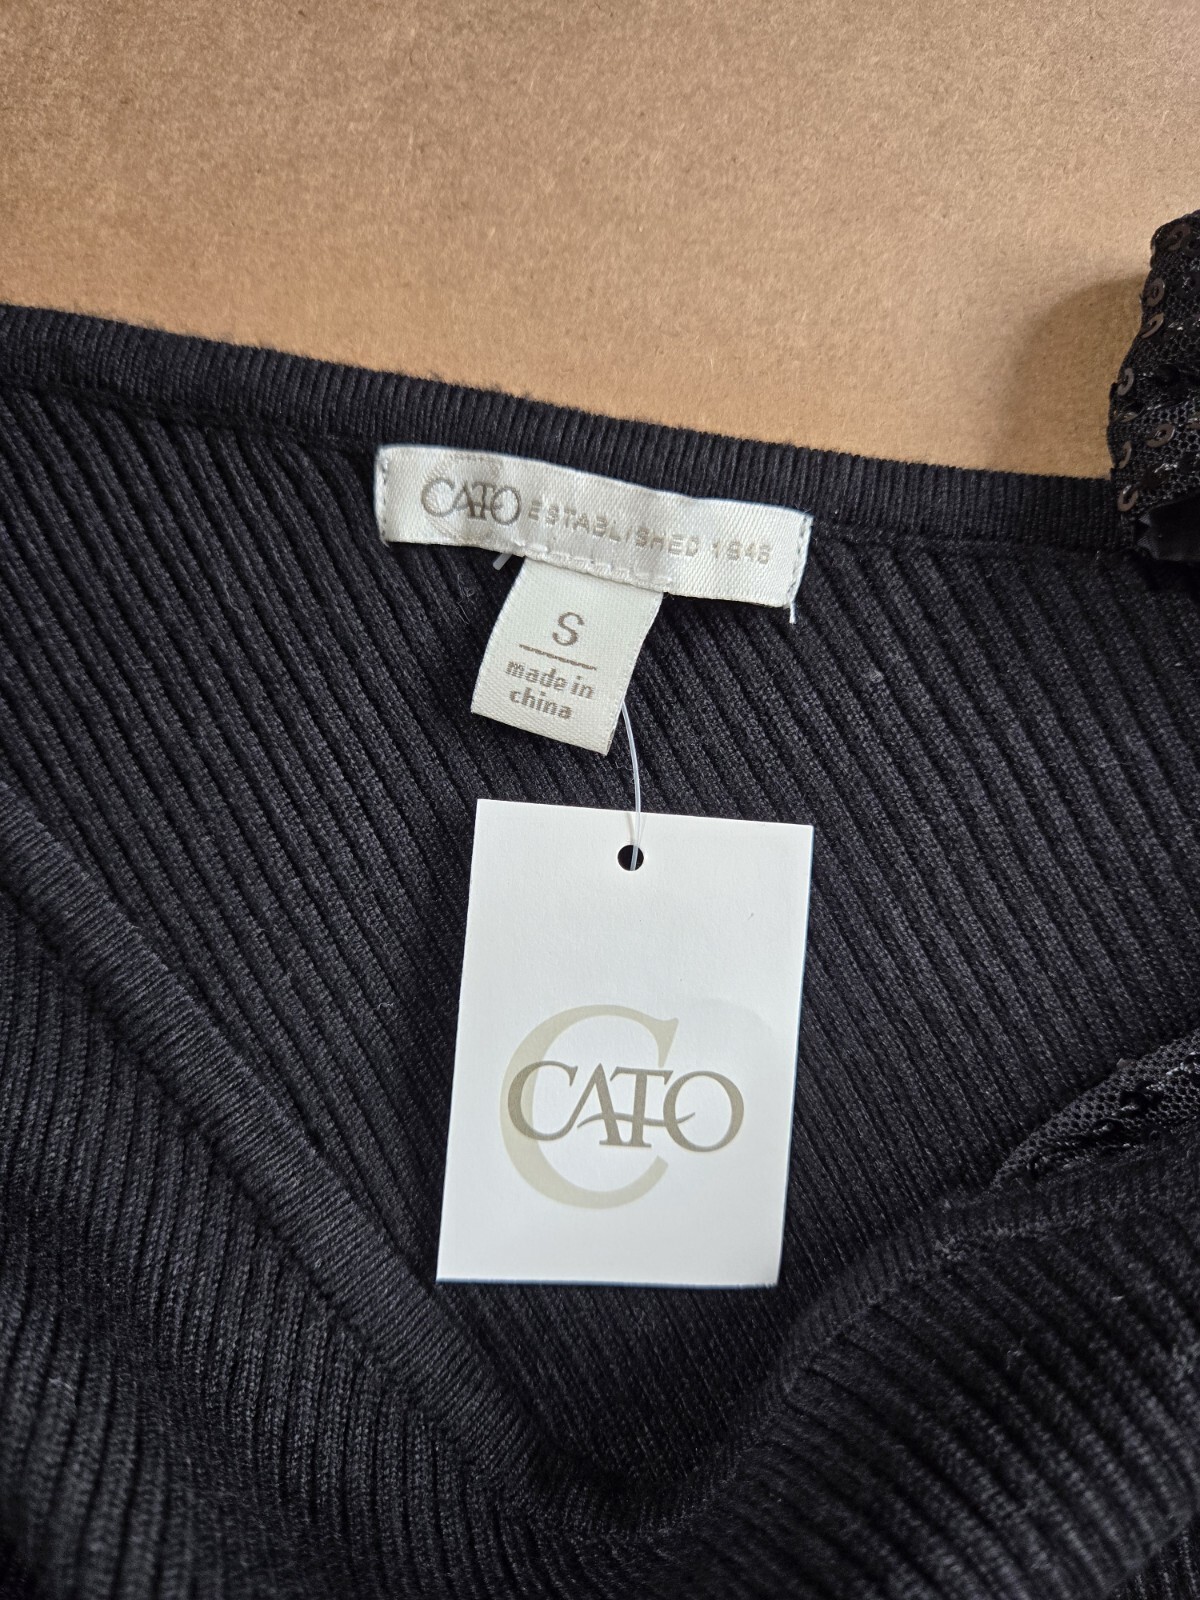 CATO ESTABLISHED 1946
S
made in
china
C
CATO